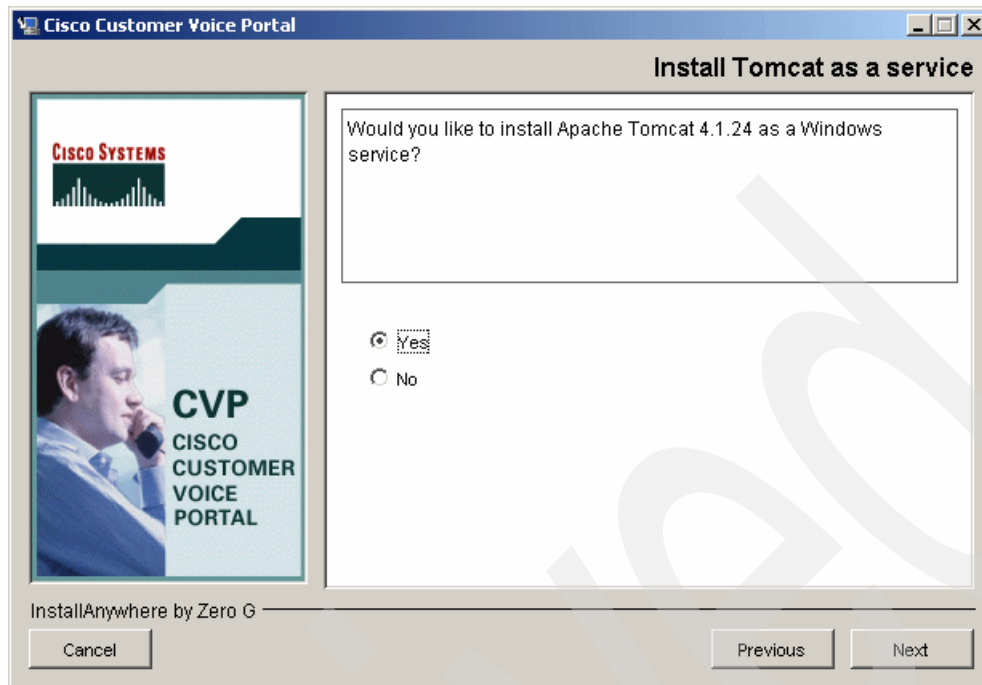 Cisco Customer Voice Portal
Install Tomcat as a service
CISCO SYSTEMS
CVP
CISCO
CUSTOMER
VOICE
PORTAL
Would you like to install Apache Tomcat 4.1.24 as a Windows
service?
Yes
No
InstallAnywhere by Zero G
Cancel
Previous
Next